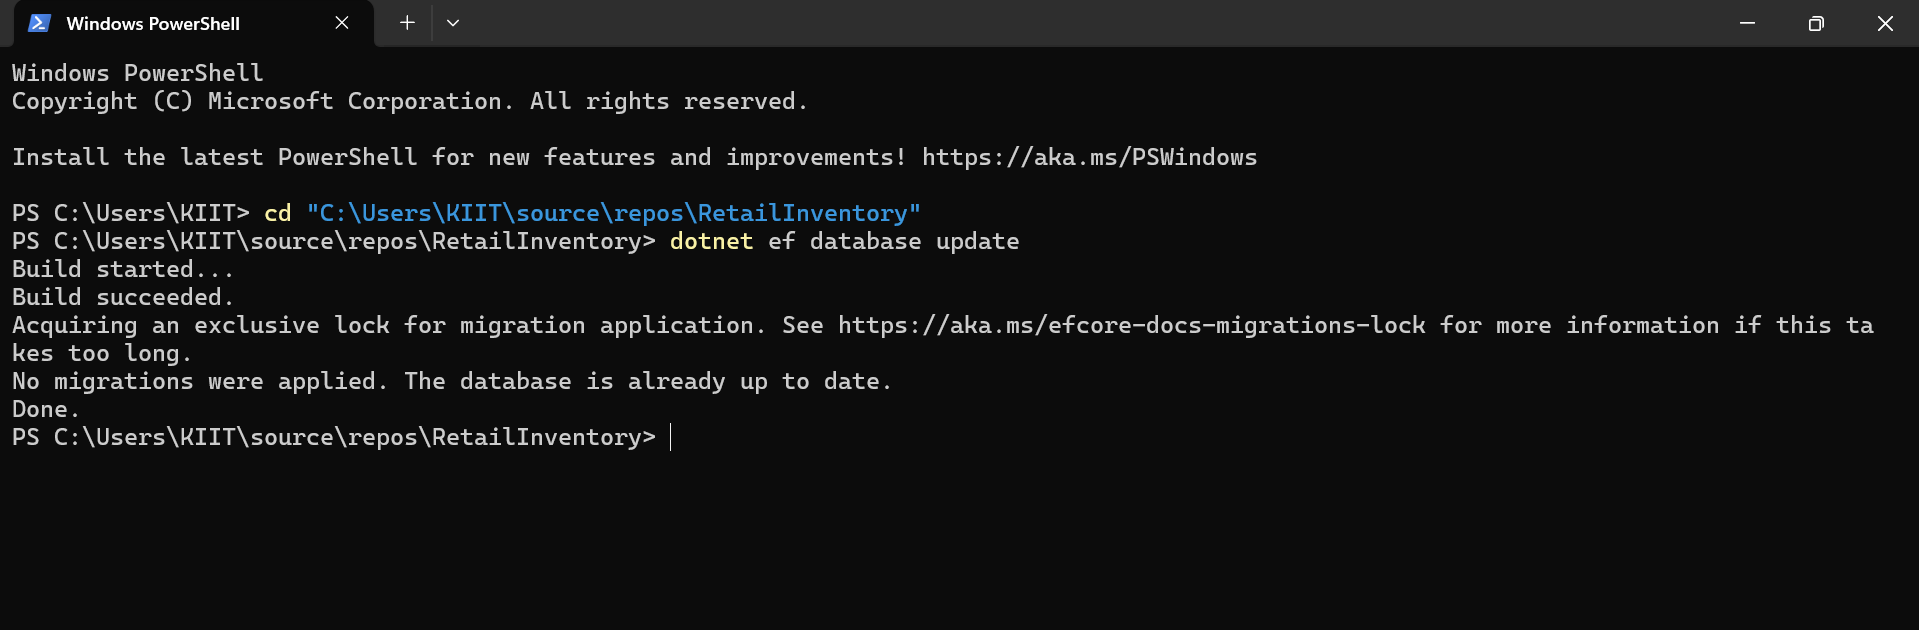 Windows PowerShell
Windows PowerShell
Copyright (C) Microsoft Corporation. All rights reserved.
Install the latest PowerShell for new features and improvements! https://aka.ms/PSWindows
PS C:\Users\KIIT> cd "C:\Users\KIIT\source\repos\RetailInventory"
PS C:\Users\KIIT\source\repos\RetailInventory> dotnet ef database update
Build started...
Build succeeded.
Acquiring an exclusive lock for migration application. See https://aka.ms/efcore-docs-migrations-lock for more information if this ta
kes too long.
No migrations were applied. The database is already up to date.
Done.
PS C:\Users\KIIT\source\repos\RetailInventory>